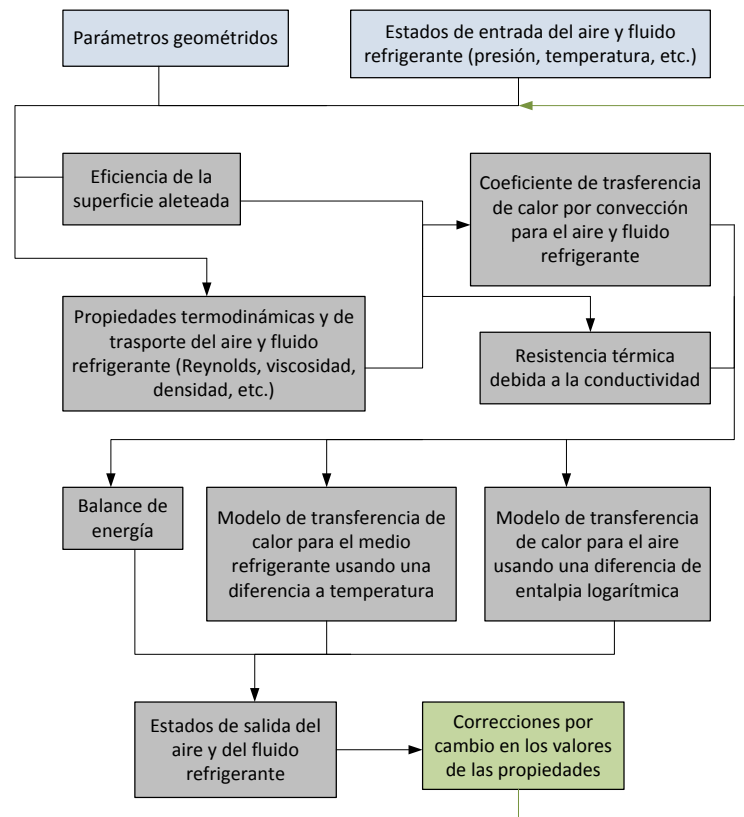 Parámetros geométridos
Estados de entrada del aire y fluido
refrigerante (presión, temperatura, etc.)
Eficiencia de la
superficie aleteada
Coeficiente de trasferencia
de calor por convección
para el aire y fluido
refrigerante
Propiedades termodinámicas y de
trasporte del aire y fluido
refrigerante (Reynolds, viscosidad,
densidad, etc.)
Resistencia térmica
debida a la conductividad
Balance de
energía
Modelo de transferencia de
calor para el medio
refrigerante usando una
diferencia a temperatura
Modelo de transferencia
de calor para el aire
usando una diferencia de
entalpia logarítmica
Estados de salida del
aire y del fluido
refrigerante
Correcciones por
cambio en los valores
de las propiedades